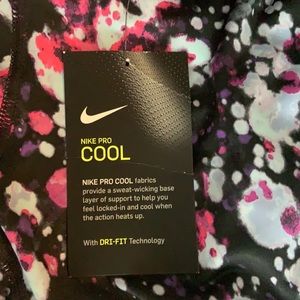 NIKE PRO
COOL
NIKE PRO COOL fabrics
provide a sweat-wicking base
layer of support to help you
feel locked-in and cool when
the action heats up.
With DRI-FIT Technology